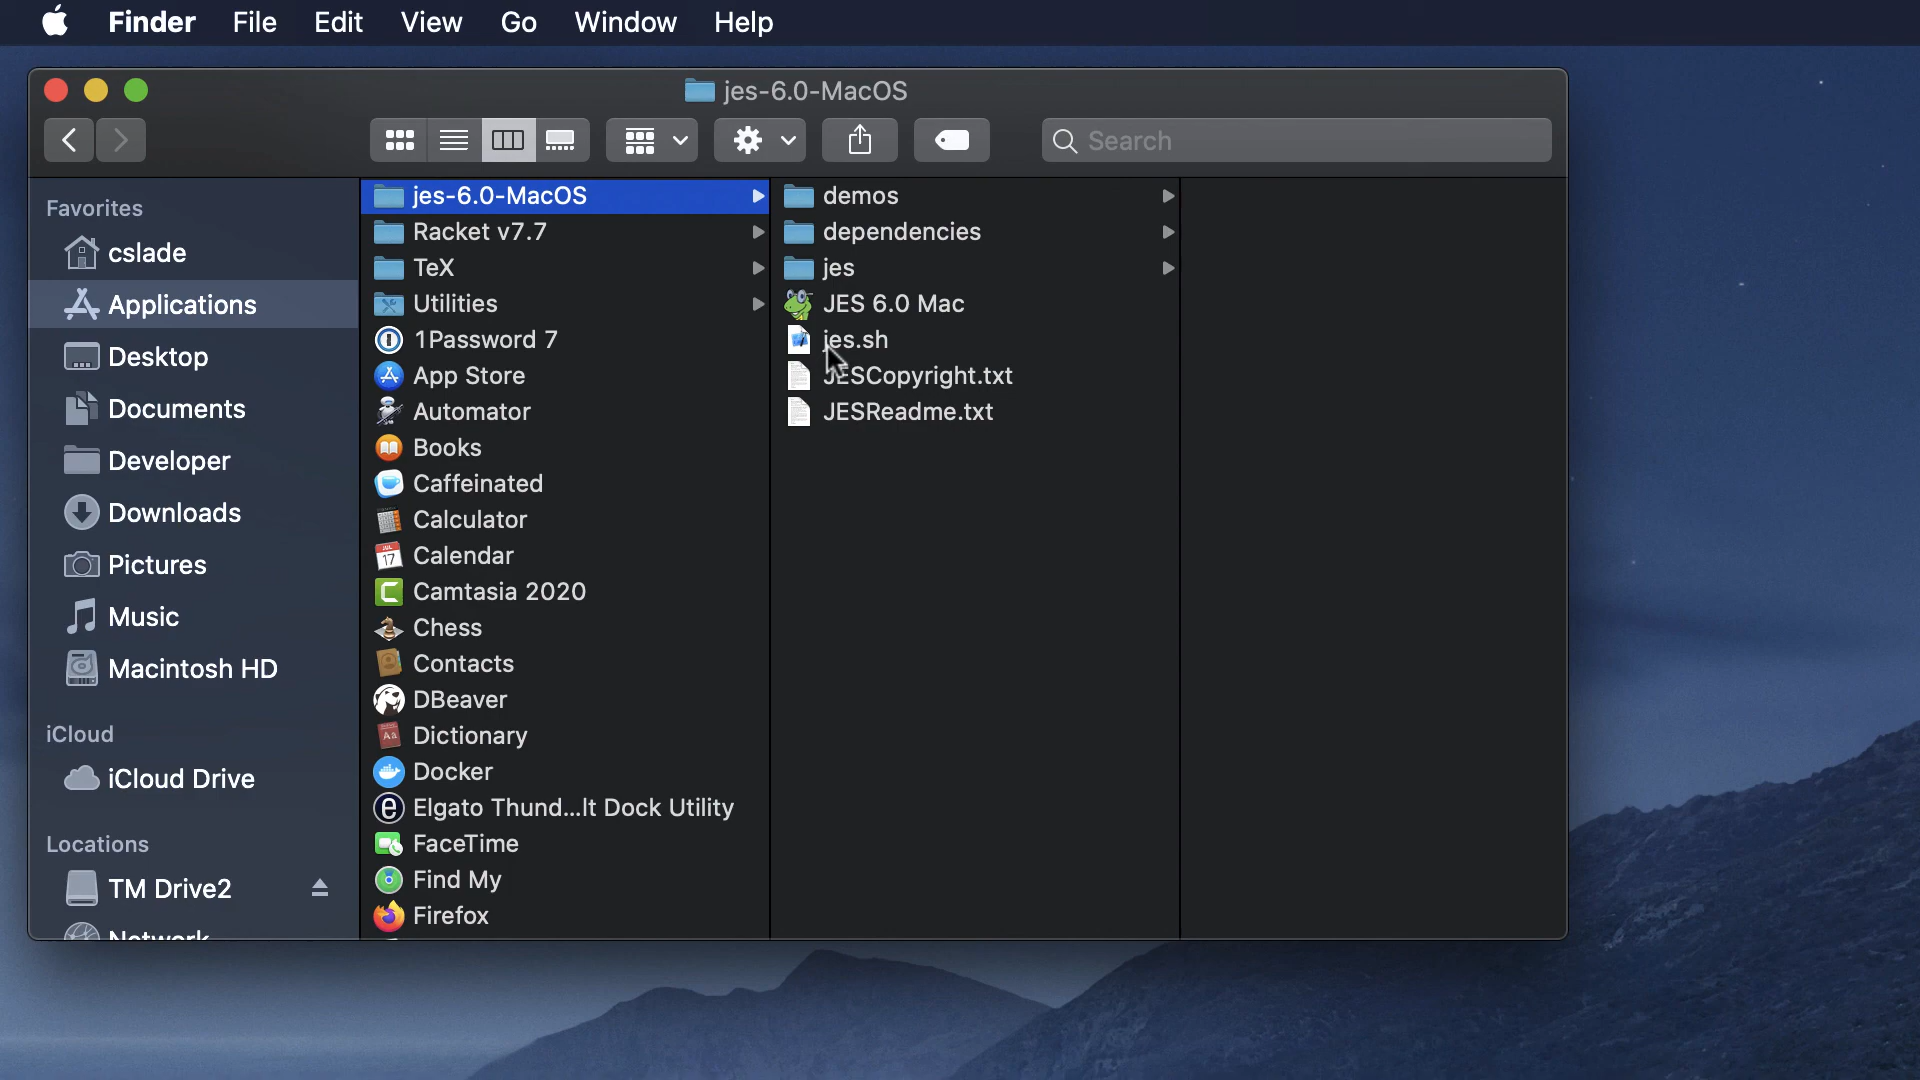 Finder File Edit View Go Window Help
jes-6.0-MacOS
Search
Favorites
cslade
Applications
Desktop
Documents
Developer
Downloads
Pictures
Music
Macintosh HD
iCloud
iCloud Drive
Locations
TM Drive2
Network
jes-6.0-MacOS
Racket v7.7
TeX
Utilities
1Password 7
App Store
Automator
Books
Caffeinated
Calculator
Calendar
Camtasia 2020
Chess
Contacts
DBeaver
Dictionary
Docker
Elgato Thund...lt Dock Utility
FaceTime
Find My
Firefox
demos
dependencies
jes
JES 6.0 Mac
jes.sh
JESCopyright.txt
JESReadme.txt